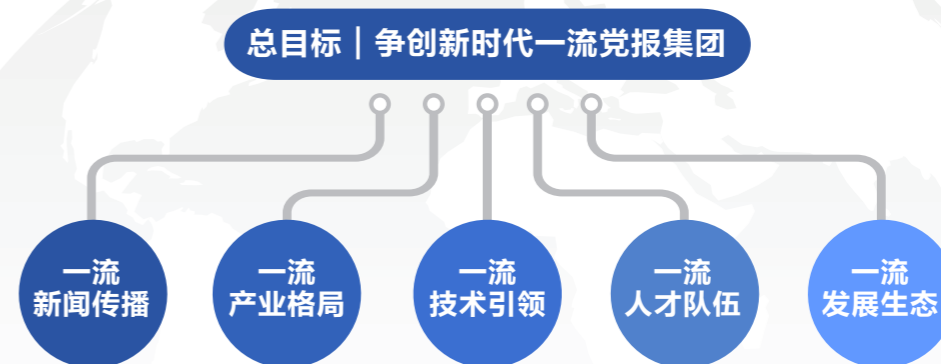 总目标｜争创新时代一流党报集团
一流
新闻传播
一流
产业格局
一流
技术引领
一流
人才队伍
一流
发展生态